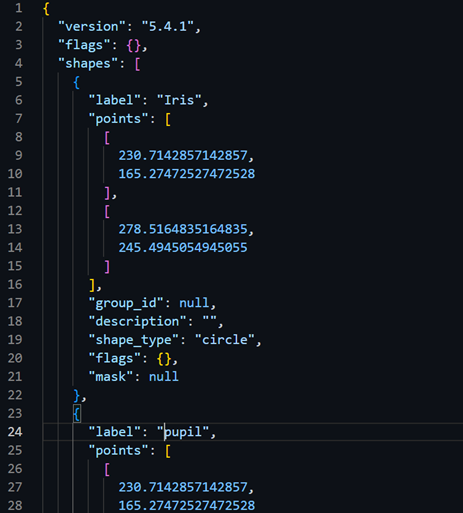 1 {
2 "version": "5.4.1",
3 "flags": {},
4 "shapes": [
5 {
6 "label": "Iris",
7 "points": [
8 [
9 230.7142857142857,
10 165.27472527472528
11 ],
12 [
13 278.5164835164835,
14 245.4945054945055
15 ]
16 ],
17 "group_id": null,
18 "description": "",
19 "shape_type": "circle",
20 "flags": {},
21 "mask": null
22 },
23 {
24 "label": "pupil",
25 "points": [
26 [
27 230.7142857142857,
28 165.27472527472528